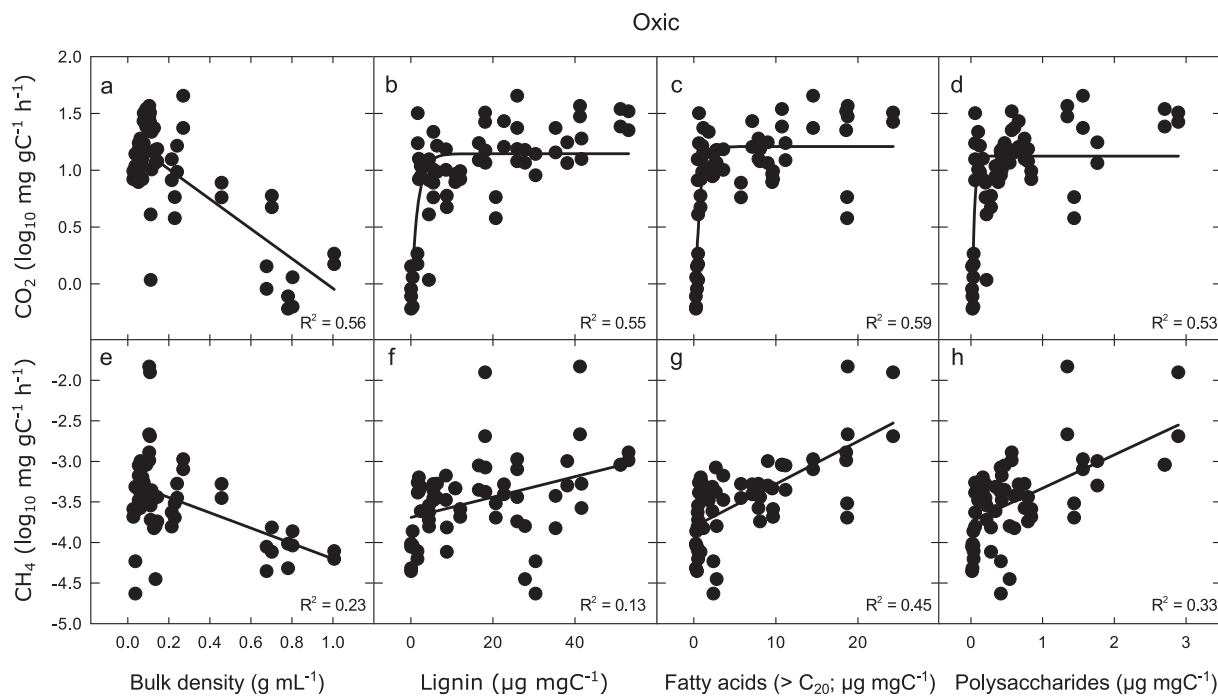 Oxic
CO₂ (log₁₀ mg gC⁻¹ h⁻¹)
2.0
1.5
1.0
0.5
0.0
a
R² = 0.56
b
R² = 0.55
c
R² = 0.59
d
R² = 0.53
CH₄ (log₁₀ mg gC⁻¹ h⁻¹)
-2.0
-2.5
-3.0
-3.5
-4.0
-4.5
-5.0
e
R² = 0.23
f
R² = 0.13
g
R² = 0.45
h
R² = 0.33
0.0 0.2 0.4 0.6 0.8 1.0
0 20 40
0 10 20
0 1 2 3
Bulk density (g mL⁻¹)
Lignin (µg mgC⁻¹)
Fatty acids (> C₂₀; µg mgC⁻¹)
Polysaccharides (µg mgC⁻¹)